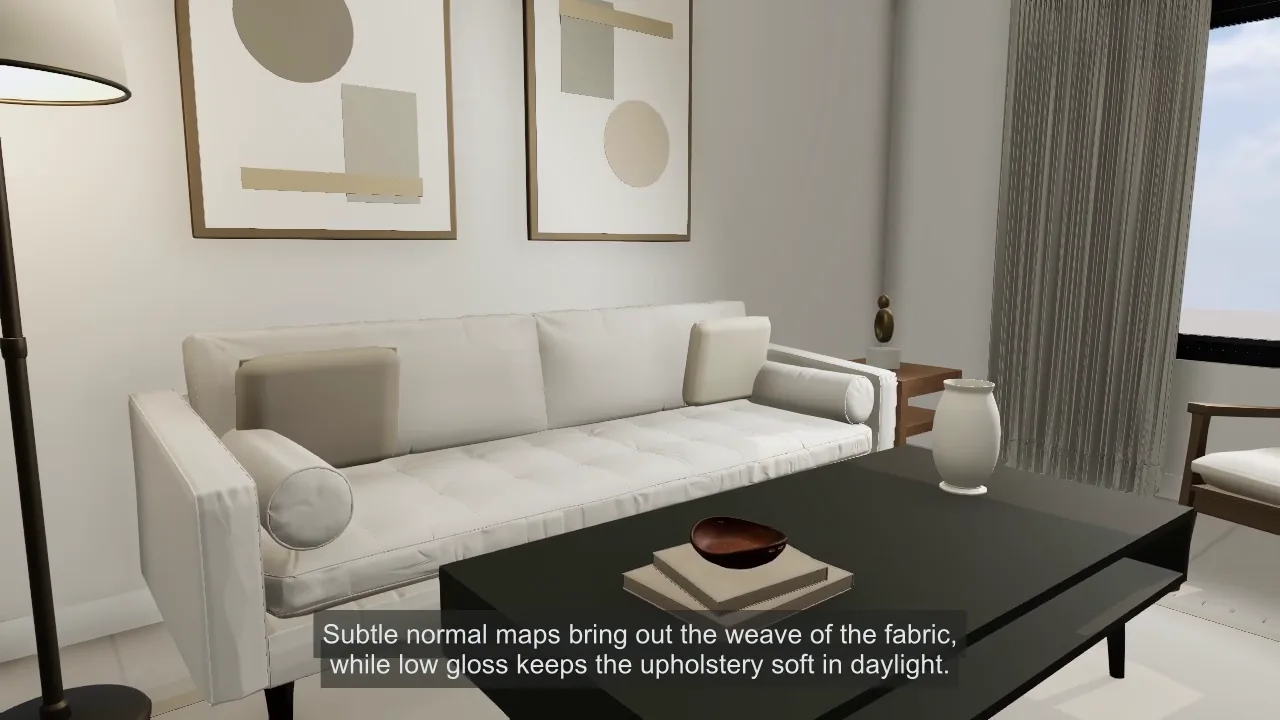 Subtle normal maps bring out the weave of the fabric,
while low gloss keeps the upholstery soft in daylight.